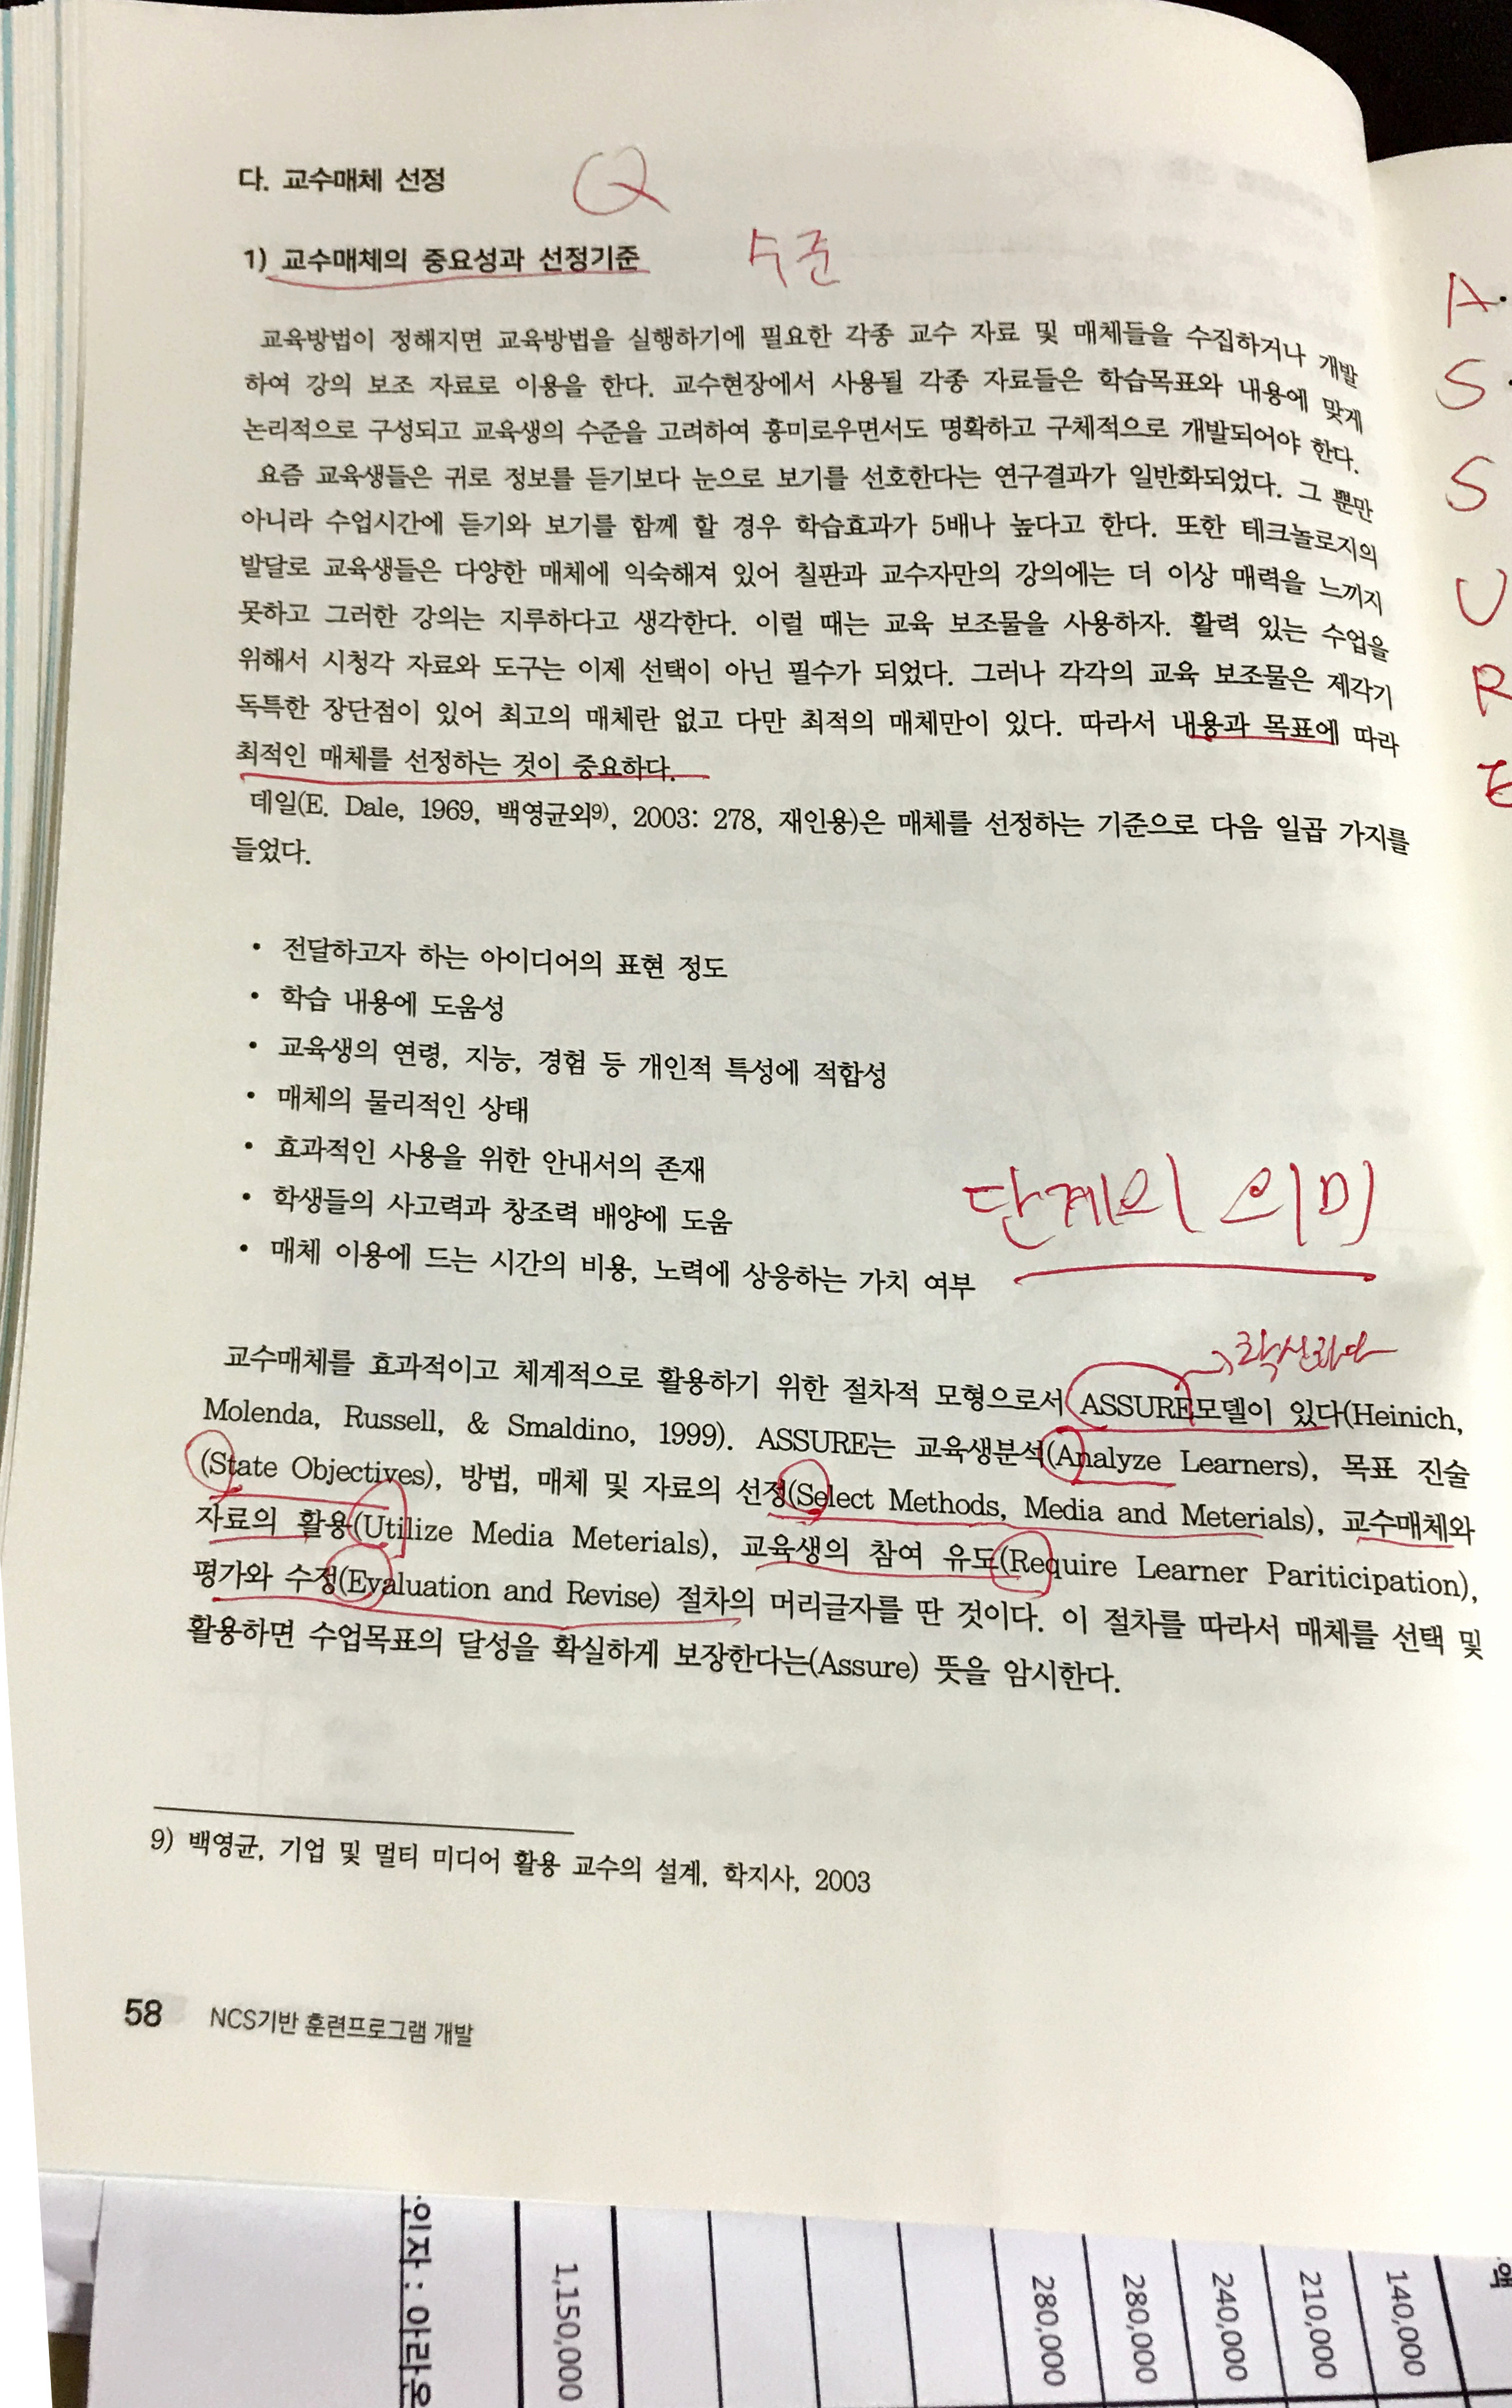 다. 교수매체 선정
Q
1) 교수매체의 중요성과 선정기준
수준
교육방법이 정해지면 교육방법을 실행하기에 필요한 각종 교수 자료 및 매체들을 수집하거나 개발
하여 강의 보조 자료로 이용을 한다. 교수현장에서 사용될 각종 자료들은 학습목표와 내용에 맞게
논리적으로 구성되고 교육생의 수준을 고려하여 흥미로우면서도 명확하고 구체적으로 개발되어야 한다.
요즘 교육생들은 귀로 정보를 듣기보다 눈으로 보기를 선호한다는 연구결과가 일반화되었다. 그 뿐만
아니라 수업시간에 듣기와 보기를 함께 할 경우 학습효과가 5배나 높다고 한다. 또한 테크놀로지의
발달로 교육생들은 다양한 매체에 익숙해져 있어 칠판과 교수자만의 강의에는 더 이상 매력을 느끼지
못하고 그러한 강의는 지루하다고 생각한다. 이럴 때는 교육 보조물을 사용하자. 활력 있는 수업을
위해서 시청각 자료와 도구는 이제 선택이 아닌 필수가 되었다. 그러나 각각의 교육 보조물은 제각기
독특한 장단점이 있어 최고의 매체란 없고 다만 최적의 매체만이 있다. 따라서 내용과 목표에 따라
최적인 매체를 선정하는 것이 중요하다.
데일(E. Dale, 1969, 백영균외9), 2003: 278, 재인용)은 매체를 선정하는 기준으로 다음 일곱 가지를
들었다.
• 전달하고자 하는 아이디어의 표현 정도
• 학습 내용에 도움성
• 교육생의 연령, 지능, 경험 등 개인적 특성에 적합성
• 매체의 물리적인 상태
• 효과적인 사용을 위한 안내서의 존재
• 학생들의 사고력과 창조력 배양에 도움
• 매체 이용에 드는 시간의 비용, 노력에 상응하는 가치 여부
단계의 의미
교수매체를 효과적이고 체계적으로 활용하기 위한 절차적 모형으로서 ASSURE모델이 있다(Heinich,
Molenda, Russell, & Smaldino, 1999). ASSURE는 교육생분석(Analyze Learners), 목표 진술
(State Objectives), 방법, 매체 및 자료의 선정(Select Methods, Media and Meterials), 교수매체와
자료의 활용(Utilize Media Meterials), 교육생의 참여 유도(Require Learner Pariticipation),
평가와 수정(Evaluation and Revise) 절차의 머리글자를 딴 것이다. 이 절차를 따라서 매체를 선택 및
활용하면 수업목표의 달성을 확실하게 보장한다는(Assure) 뜻을 암시한다.
9) 백영균, 기업 및 멀티 미디어 활용 교수의 설계, 학지사, 2003
58 NCS기반 훈련프로그램 개발
A.
S.
S
U
R
E
인자 : 아라온
1,150,000
280,000
280,000
240,000
210,000
140,000
액